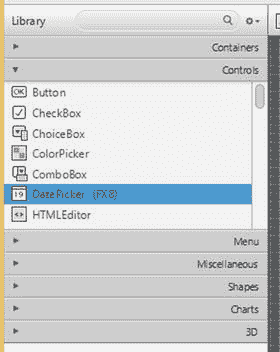 Library
Containers
Controls
OK Button
CheckBox
ChoiceBox
ColorPicker
ComboBox
19 DatePicker (FX8)
HTMLEditor
Menu
Miscellaneous
Shapes
Charts
3D